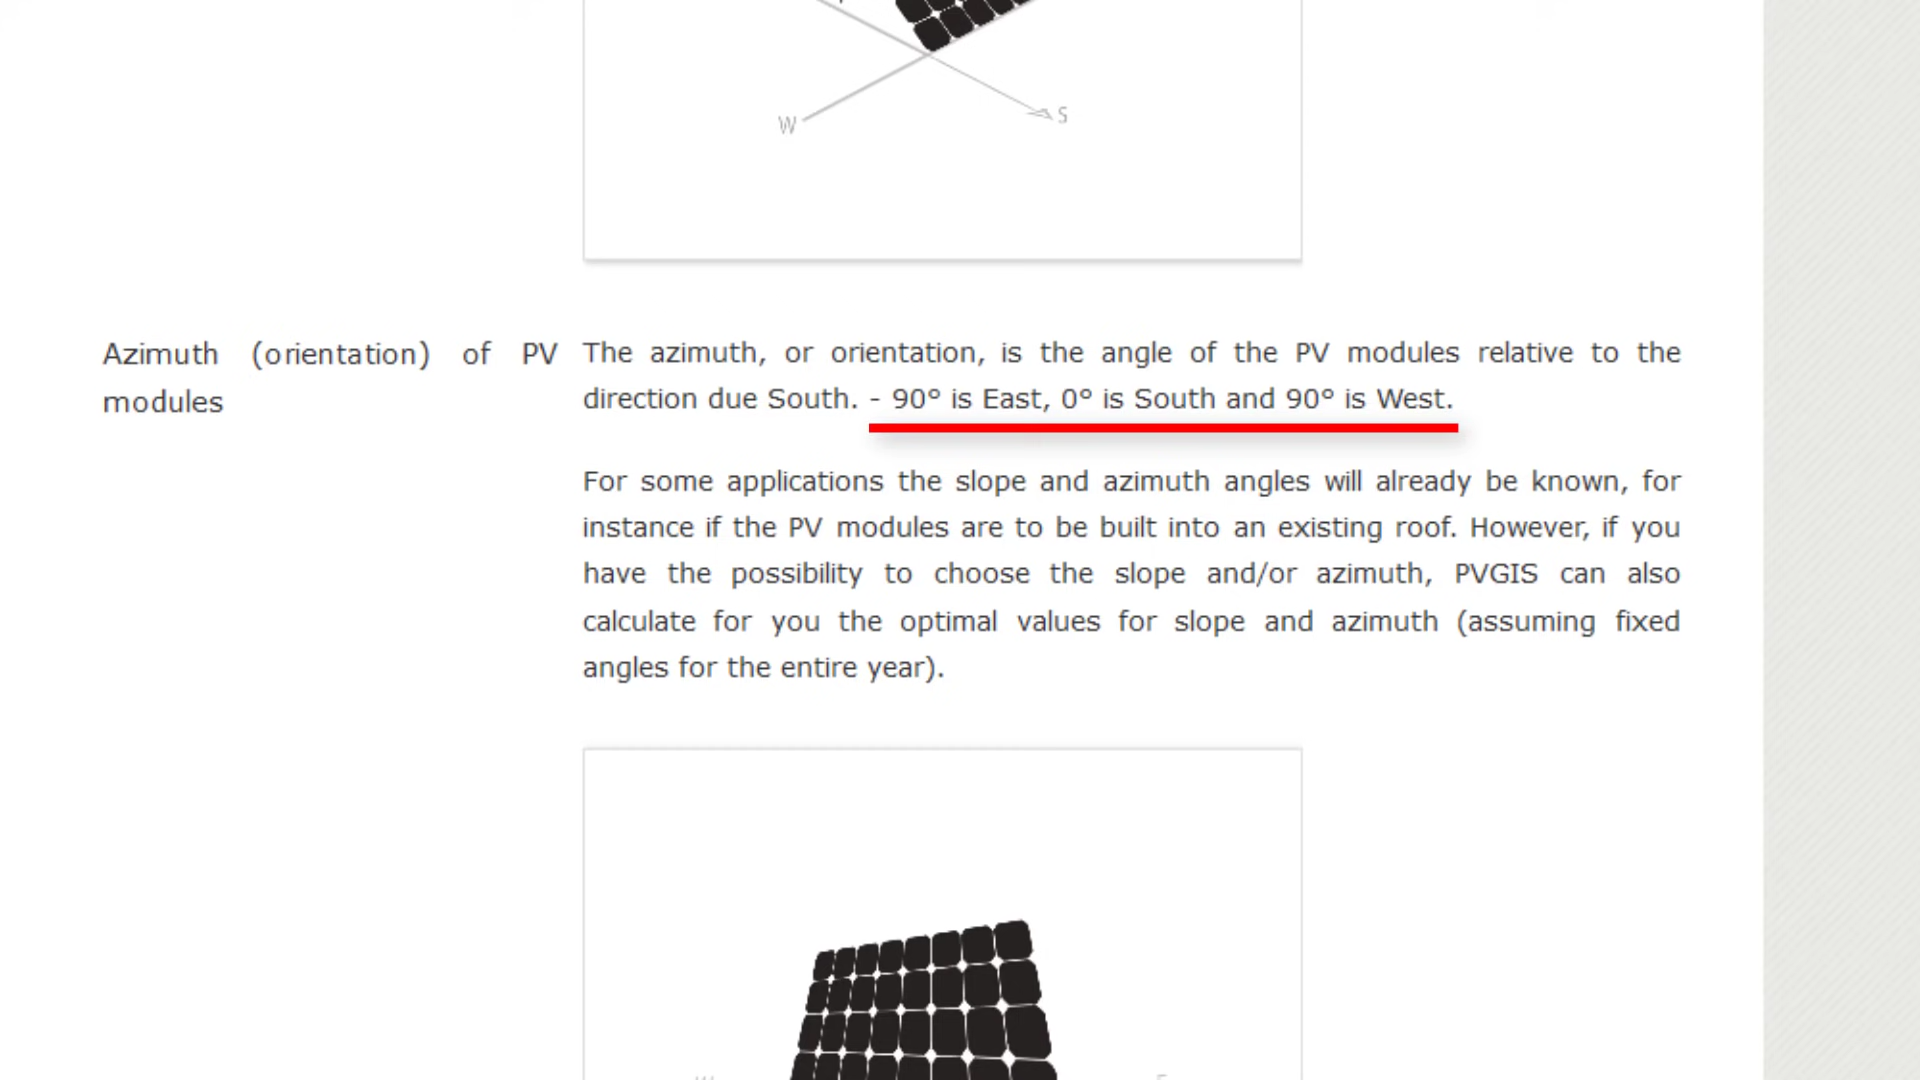 W
S
Azimuth (orientation) of PV
modules
The azimuth, or orientation, is the angle of the PV modules relative to the
direction due South. - 90° is East, 0° is South and 90° is West.
For some applications the slope and azimuth angles will already be known, for
instance if the PV modules are to be built into an existing roof. However, if you
have the possibility to choose the slope and/or azimuth, PVGIS can also
calculate for you the optimal values for slope and azimuth (assuming fixed
angles for the entire year).